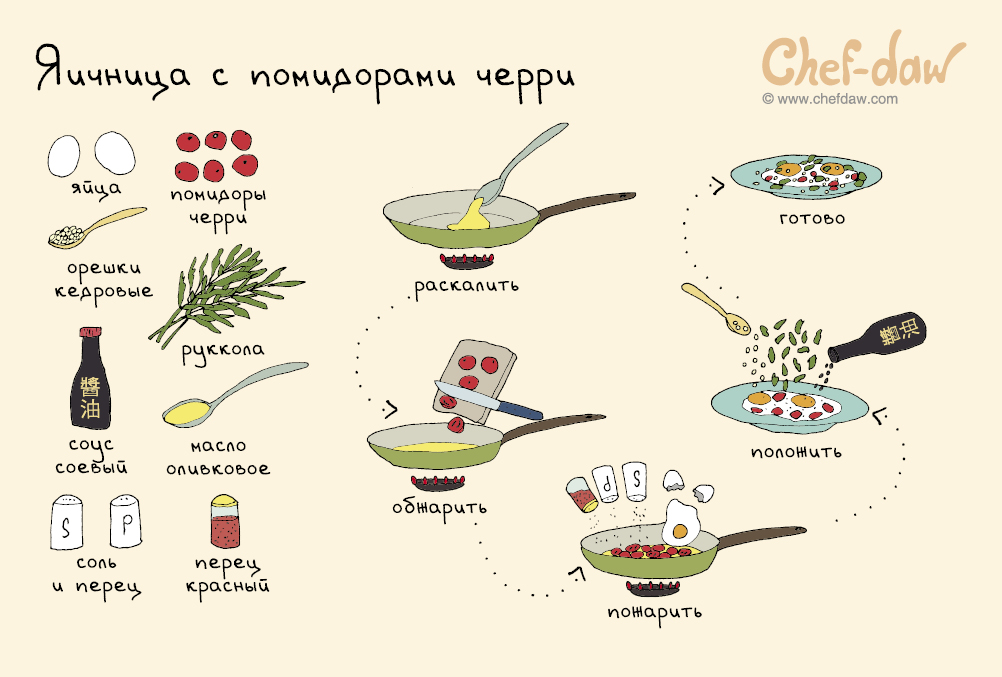 Яичница с помидорами черри
Chef-daw
© www.chefdaw.com
яйца
помидоры
черри
орешки
кедровые
руккола
醬油
соус
соевый
масло
оливковое
S
P
соль
и перец
перец
красный
раскалить
обжарить
P
S
пожарить
醬油
положить
готово